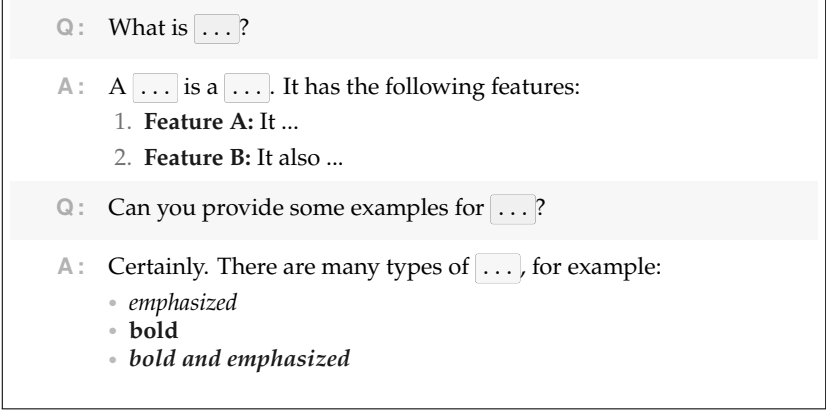 Q: What is ...?
A: A ... is a .... It has the following features:
1. Feature A: It ...
2. Feature B: It also ...
Q: Can you provide some examples for ...?
A: Certainly. There are many types of ..., for example:
• emphasized
• bold
• bold and emphasized